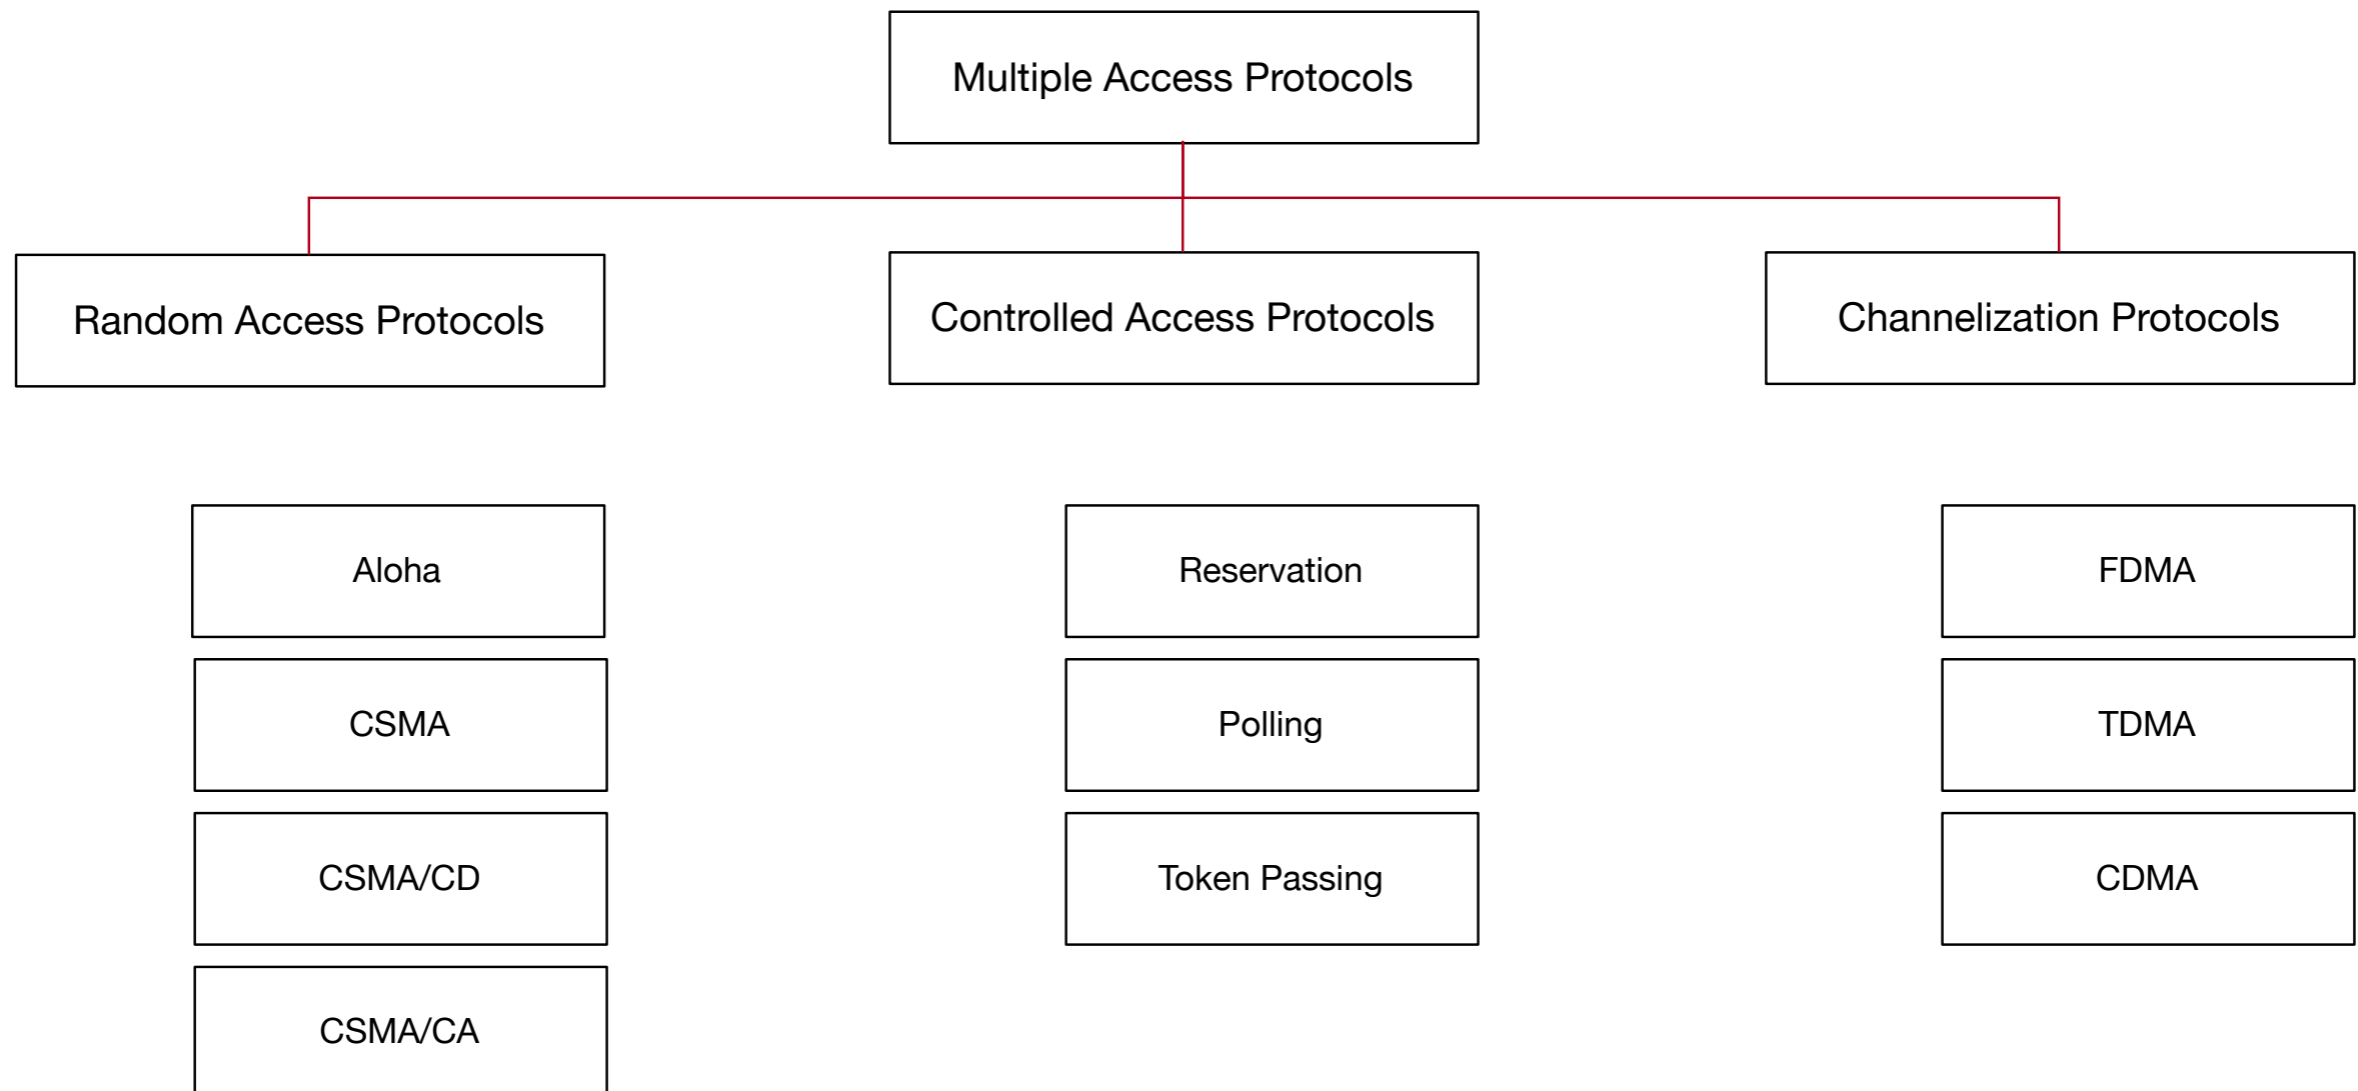 Multiple Access Protocols
Random Access Protocols
Controlled Access Protocols
Channelization Protocols
Aloha
Reservation
FDMA
CSMA
Polling
TDMA
CSMA/CD
Token Passing
CDMA
CSMA/CA